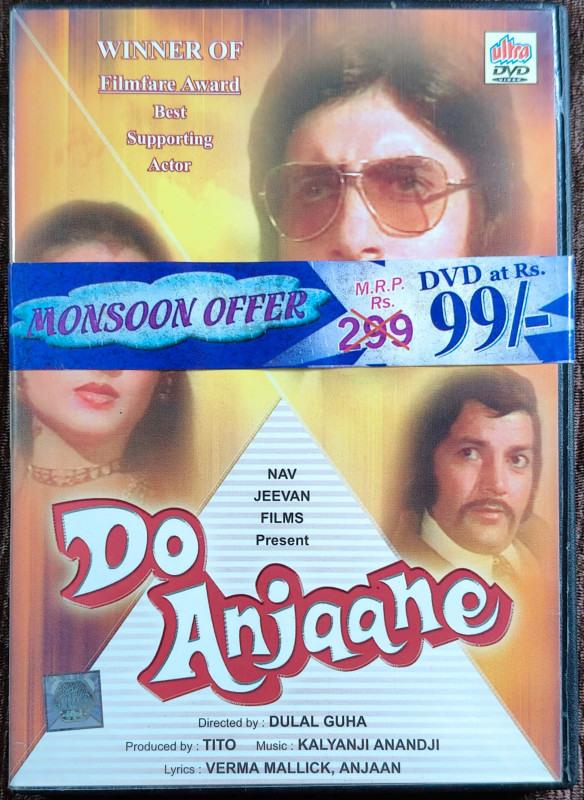 WINNER OF
Filmfare Award
Best
Supporting
Actor
ultra
DVD
VIDEO
MONSOON OFFER
M.R.P.
Rs.
299
DVD at Rs.
99/-
NAV
JEEVAN
FILMS
Present
Do
Anjaane
Directed by : DULAL GUHA
Produced by : TITO Music : KALYANJI ANANDJI
Lyrics : VERMA MALLICK, ANJAAN